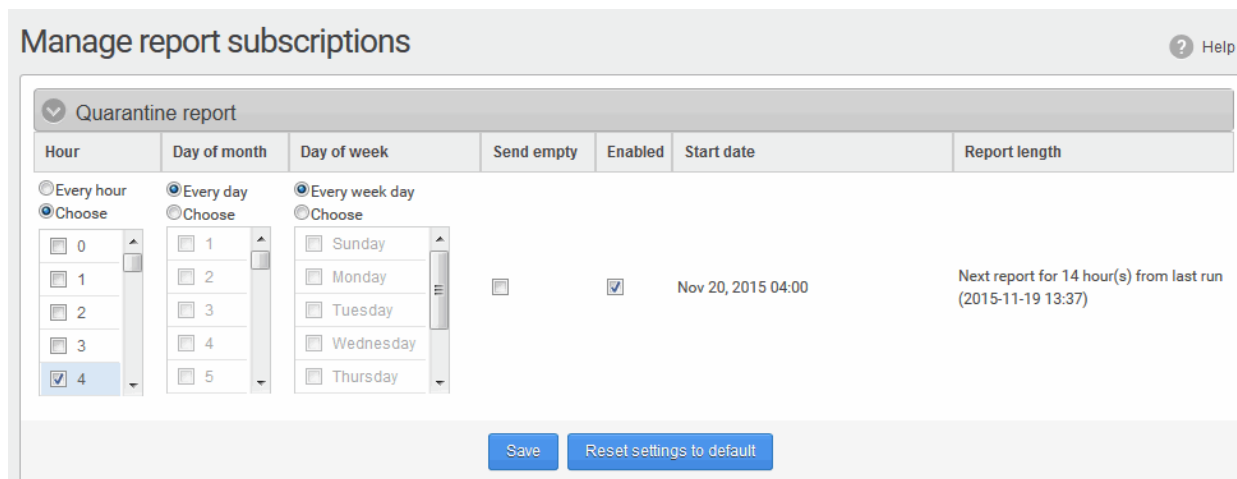 Manage report subscriptions
Help
Quarantine report
Hour Day of month Day of week Send empty Enabled Start date Report length
Every hour Every day Every week day
Choose Choose Choose
0 1 Sunday
1 2 Monday
2 3 Tuesday
3 4 Wednesday
4 5 Thursday
Nov 20, 2015 04:00
Next report for 14 hour(s) from last run
(2015-11-19 13:37)
Save Reset settings to default